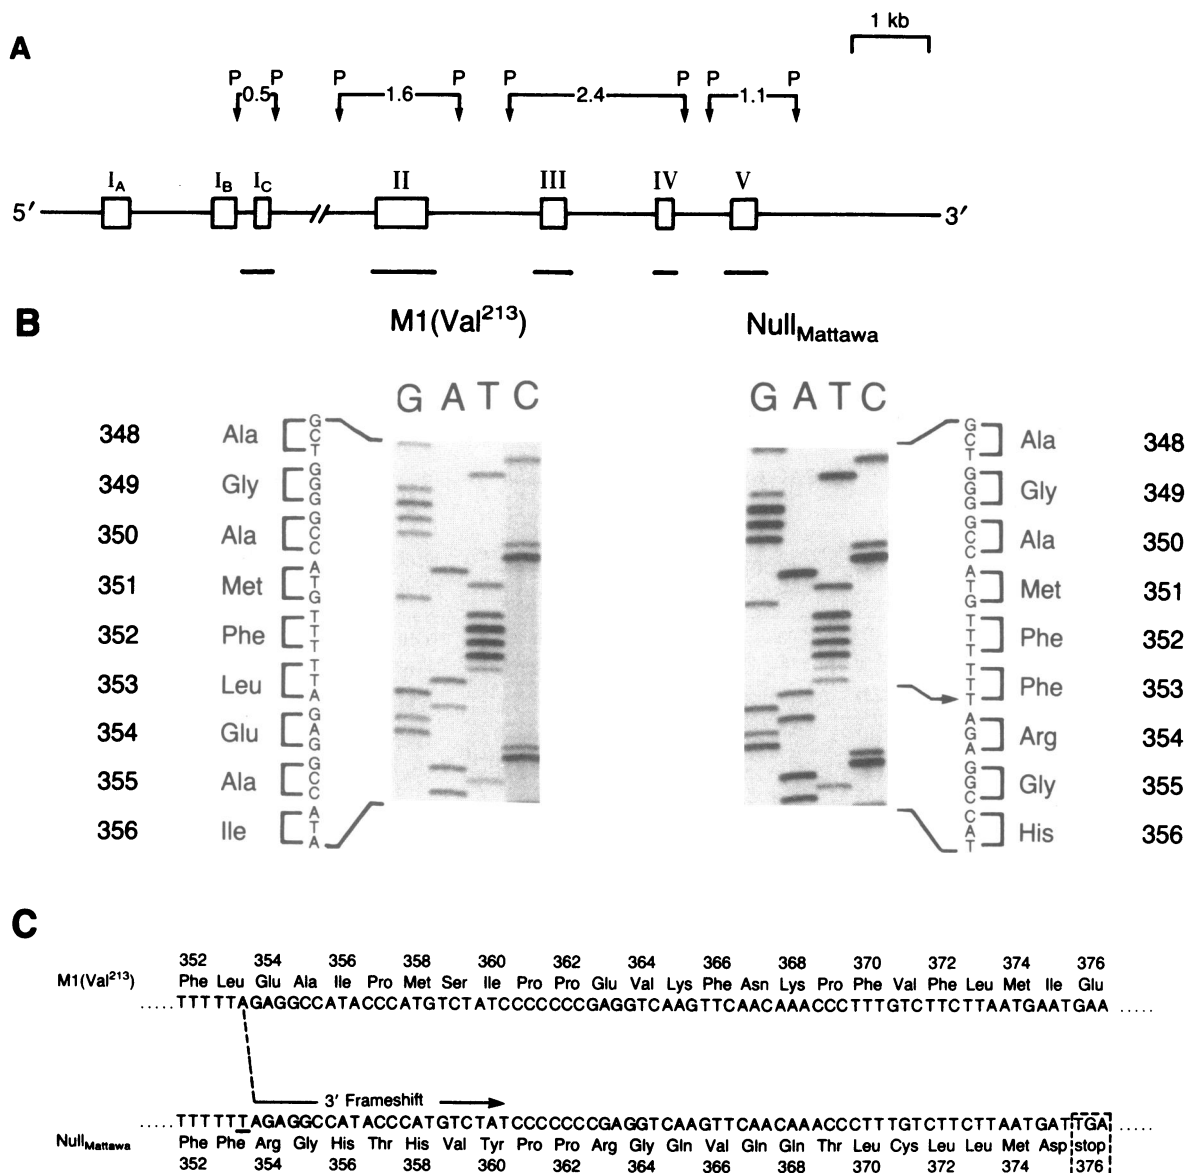 A
1 kb
P P P P P P P P
0.5 1.6 2.4 1.1
I_A I_B I_C II III IV V
5′ 3′
B
M1(Val²¹³) Null_Mattawa
G A T C G A T C
348 Ala G C T G C T Ala 348
349 Gly G G G G G G Gly 349
350 Ala G C C G C C Ala 350
351 Met A T G A T G Met 351
352 Phe T T T T T T Phe 352
353 Leu T T A T T T Phe 353
354 Glu G A G A G A Arg 354
355 Ala G C C G G C Gly 355
356 Ile A T A C A T His 356
C
352 354 356 358 360 362 364 366 368 370 372 374 376
M1(Val²¹³) Phe Leu Glu Ala Ile Pro Met Ser Ile Pro Pro Glu Val Lys Phe Asn Lys Pro Phe Val Phe Leu Met Ile Glu
.....TTTTTAGAGGCCATACCCATGTCTATCCCCCCCGAGGTCAAGTTCAACAAACCCTTTGTCTTCTTAATGAATGAA.....
3′ Frameshift
.....TTTTTTAGAGGCCATACCCATGTCTATCCCCCCCGAGGTCAAGTTCAACAAACCCTTTGTCTTCTTAATGATTGA.....
Null_Mattawa Phe Phe Arg Gly His Thr His Val Tyr Pro Pro Arg Gly Gln Val Gln Gln Thr Leu Cys Leu Leu Met Asp stop
352 354 356 358 360 362 364 366 368 370 372 374 376